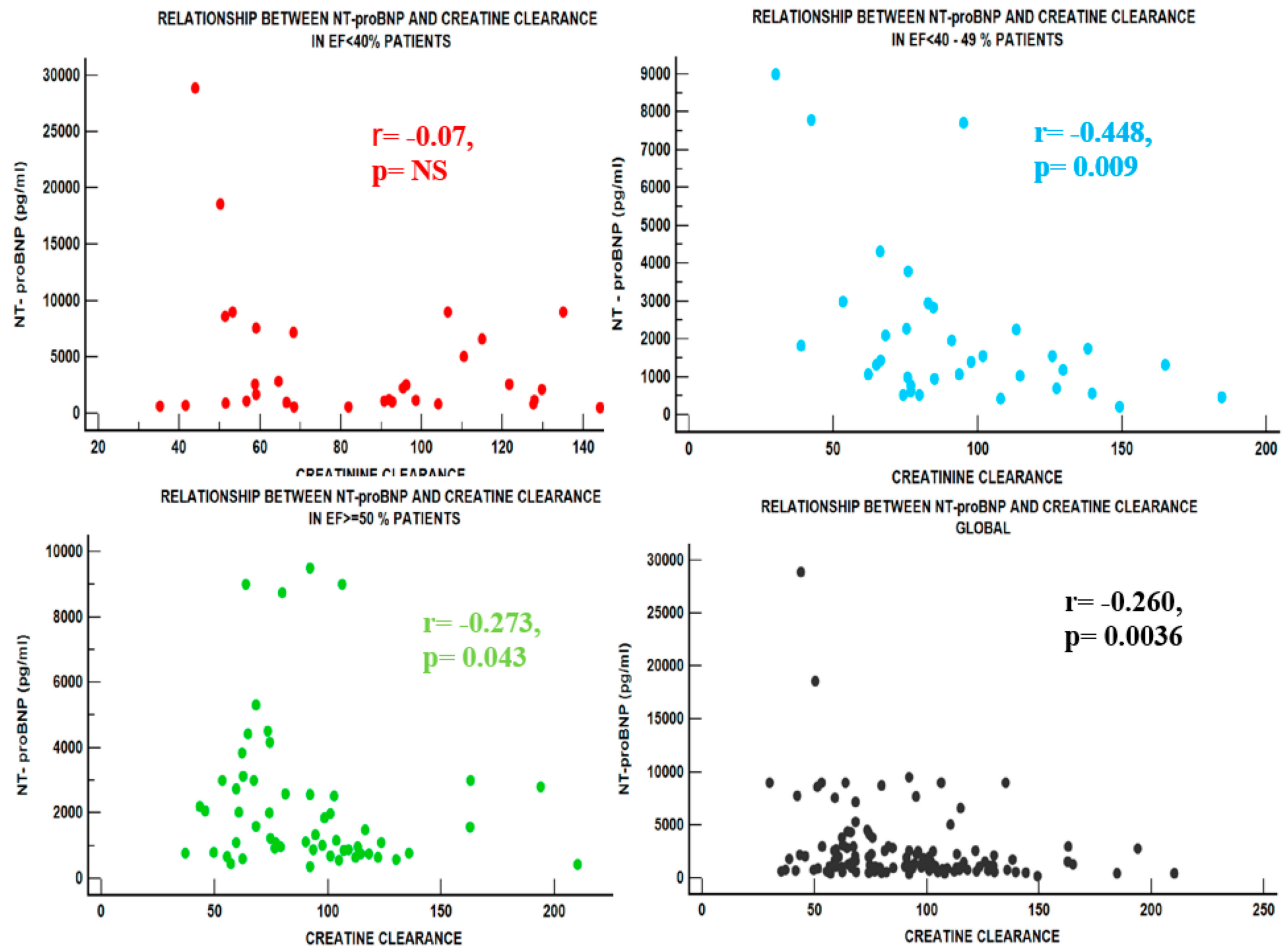 RELATIONSHIP BETWEEN NT-proBNP AND CREATINE CLEARANCE
IN EF<40% PATIENTS
30000
25000
20000
15000
10000
5000
0
NT- proBNP (pg/ml)
r= -0.07,
p= NS
20 40 60 80 100 120 140
CREATININE CLEARANCE
RELATIONSHIP BETWEEN NT-proBNP AND CREATINE CLEARANCE
IN EF<40 - 49 % PATIENTS
9000
8000
7000
6000
5000
4000
3000
2000
1000
0
NT - proBNP (pg/ml)
r= -0.448,
p= 0.009
0 50 100 150 200
CREATININE CLEARANCE
RELATIONSHIP BETWEEN NT-proBNP AND CREATINE CLEARANCE
IN EF>=50 % PATIENTS
10000
8000
6000
4000
2000
0
NT- proBNP (pg/ml)
r= -0.273,
p= 0.043
0 50 100 150 200
CREATINE CLEARANCE
RELATIONSHIP BETWEEN NT-proBNP AND CREATINE CLEARANCE
GLOBAL
30000
25000
20000
15000
10000
5000
0
NT-proBNP (pg/ml)
r= -0.260,
p= 0.0036
0 50 100 150 200 250
CREATINE CLEARANCE